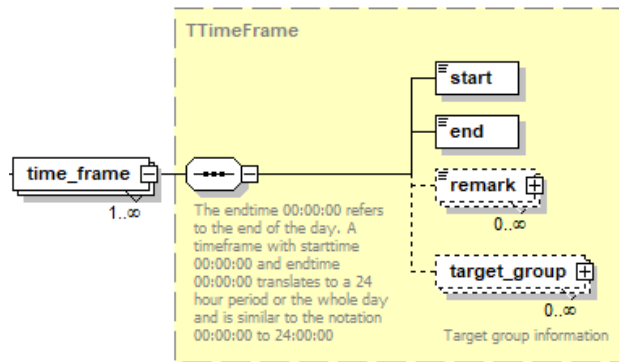 TTimeFrame
start
end
time_frame
1..∞
remark
0..∞
The endtime 00:00:00 refers
to the end of the day. A
timeframe with starttime
00:00:00 and endtime
00:00:00 translates to a 24
hour period or the whole day
and is similar to the notation
00:00:00 to 24:00:00
target_group
0..∞
Target group information